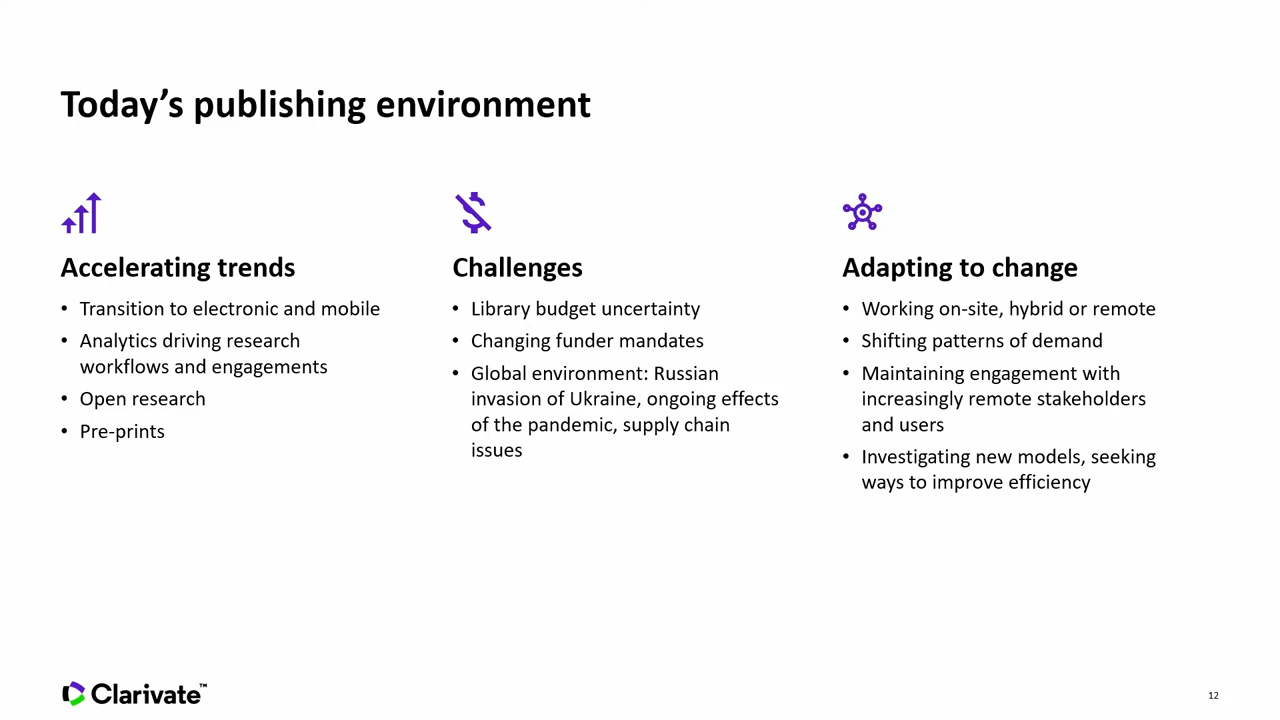 Today’s publishing environment
Accelerating trends
• Transition to electronic and mobile
• Analytics driving research
workflows and engagements
• Open research
• Pre-prints
Challenges
• Library budget uncertainty
• Changing funder mandates
• Global environment: Russian
invasion of Ukraine, ongoing effects
of the pandemic, supply chain
issues
Adapting to change
• Working on-site, hybrid or remote
• Shifting patterns of demand
• Maintaining engagement with
increasingly remote stakeholders
and users
• Investigating new models, seeking
ways to improve efficiency
Clarivate™
12